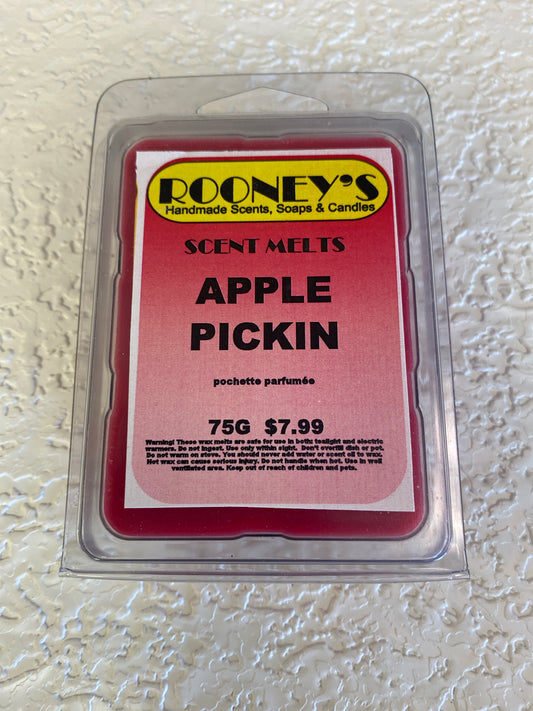 ROONEY'S
Handmade Scents, Soaps & Candles
SCENT MELTS
APPLE
PICKIN
pochette parfumée
75G $7.99
Warning! These wax melts are safe for use in both: tealight and electric
warmers. Do not ingest. Use only within sight. Don't overfill dish or pot.
Do not warm on stove. You should never add water or scent oil to wax.
Hot wax can cause serious injury. Do not handle when hot. Use in well
ventilated area. Keep out of reach of children and pets.